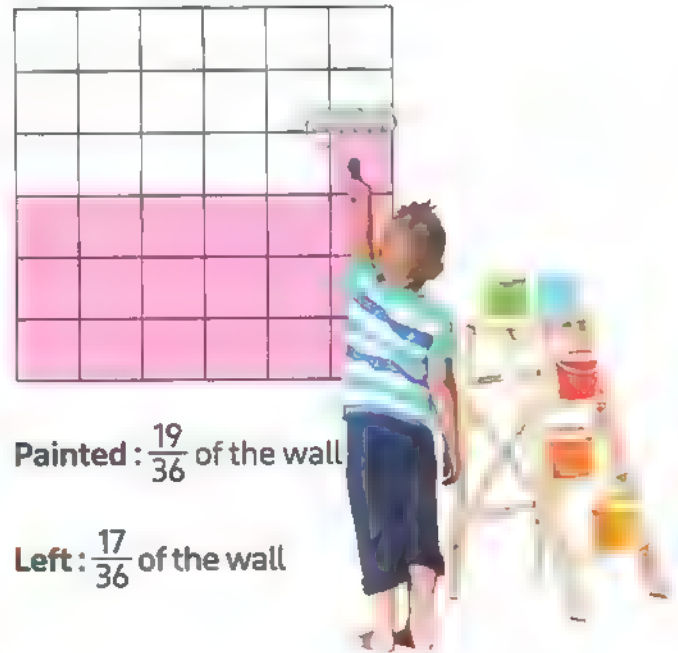 Painted : 19/36 of the wall
Left : 17/36 of the wall